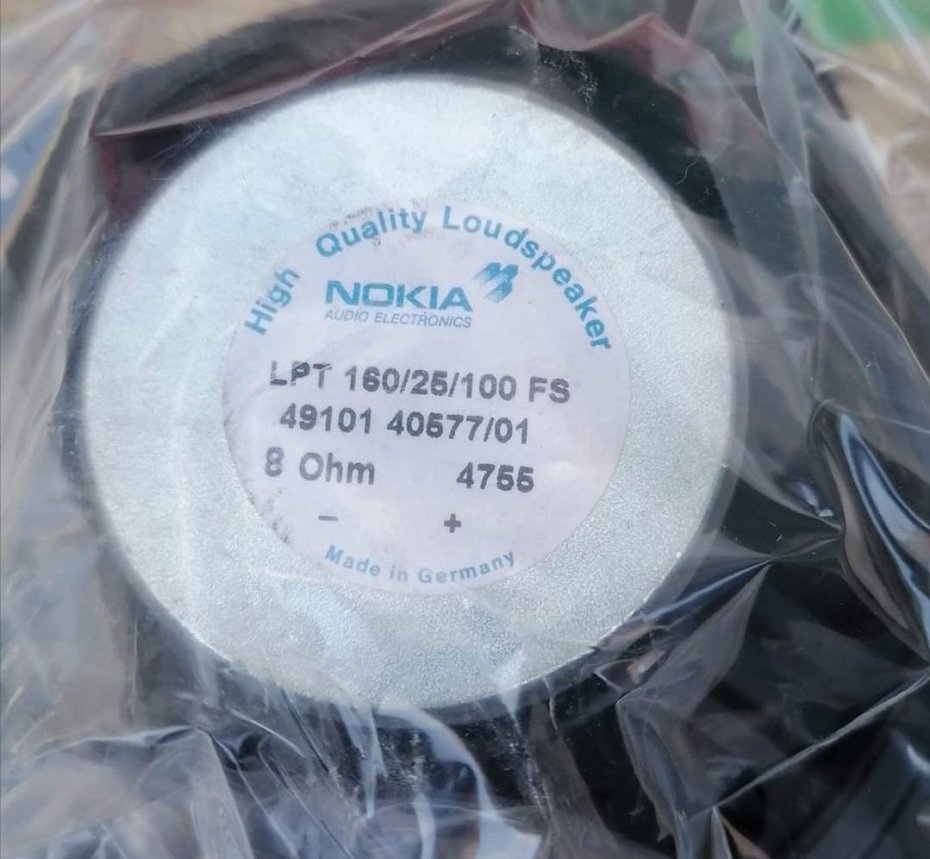 High Quality Loudspeaker
NOKIA
AUDIO ELECTRONICS
LPT 160/25/100 FS
49101 40577/01
8 Ohm 4755
- +
Made in Germany